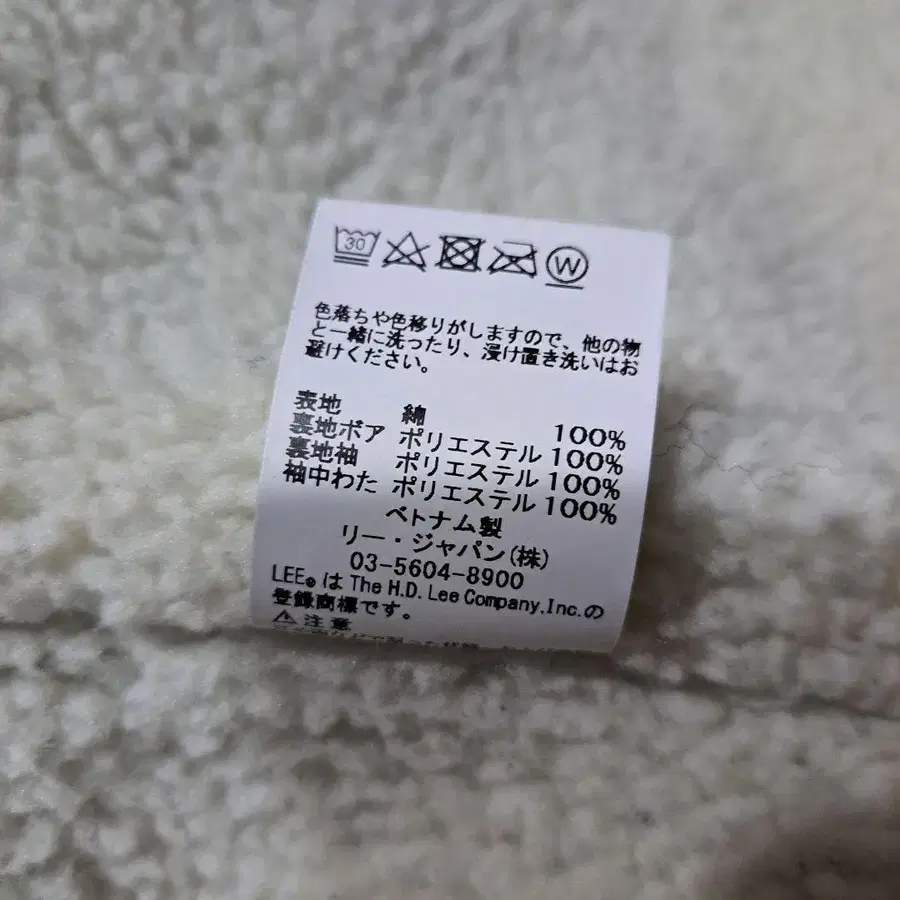 30
W
色落ちや色移りがしますので、他の物
と一緒に洗ったり、浸け置き洗いはお
避けください。
表地 綿 100%
裏地ボア ポリエステル 100%
裏地袖 ポリエステル 100%
袖中わた ポリエステル 100%
ベトナム製
リー・ジャパン(株)
03-5604-8900
LEE® は The H.D. Lee Company,Inc.の
登録商標です。
⚠ 注意